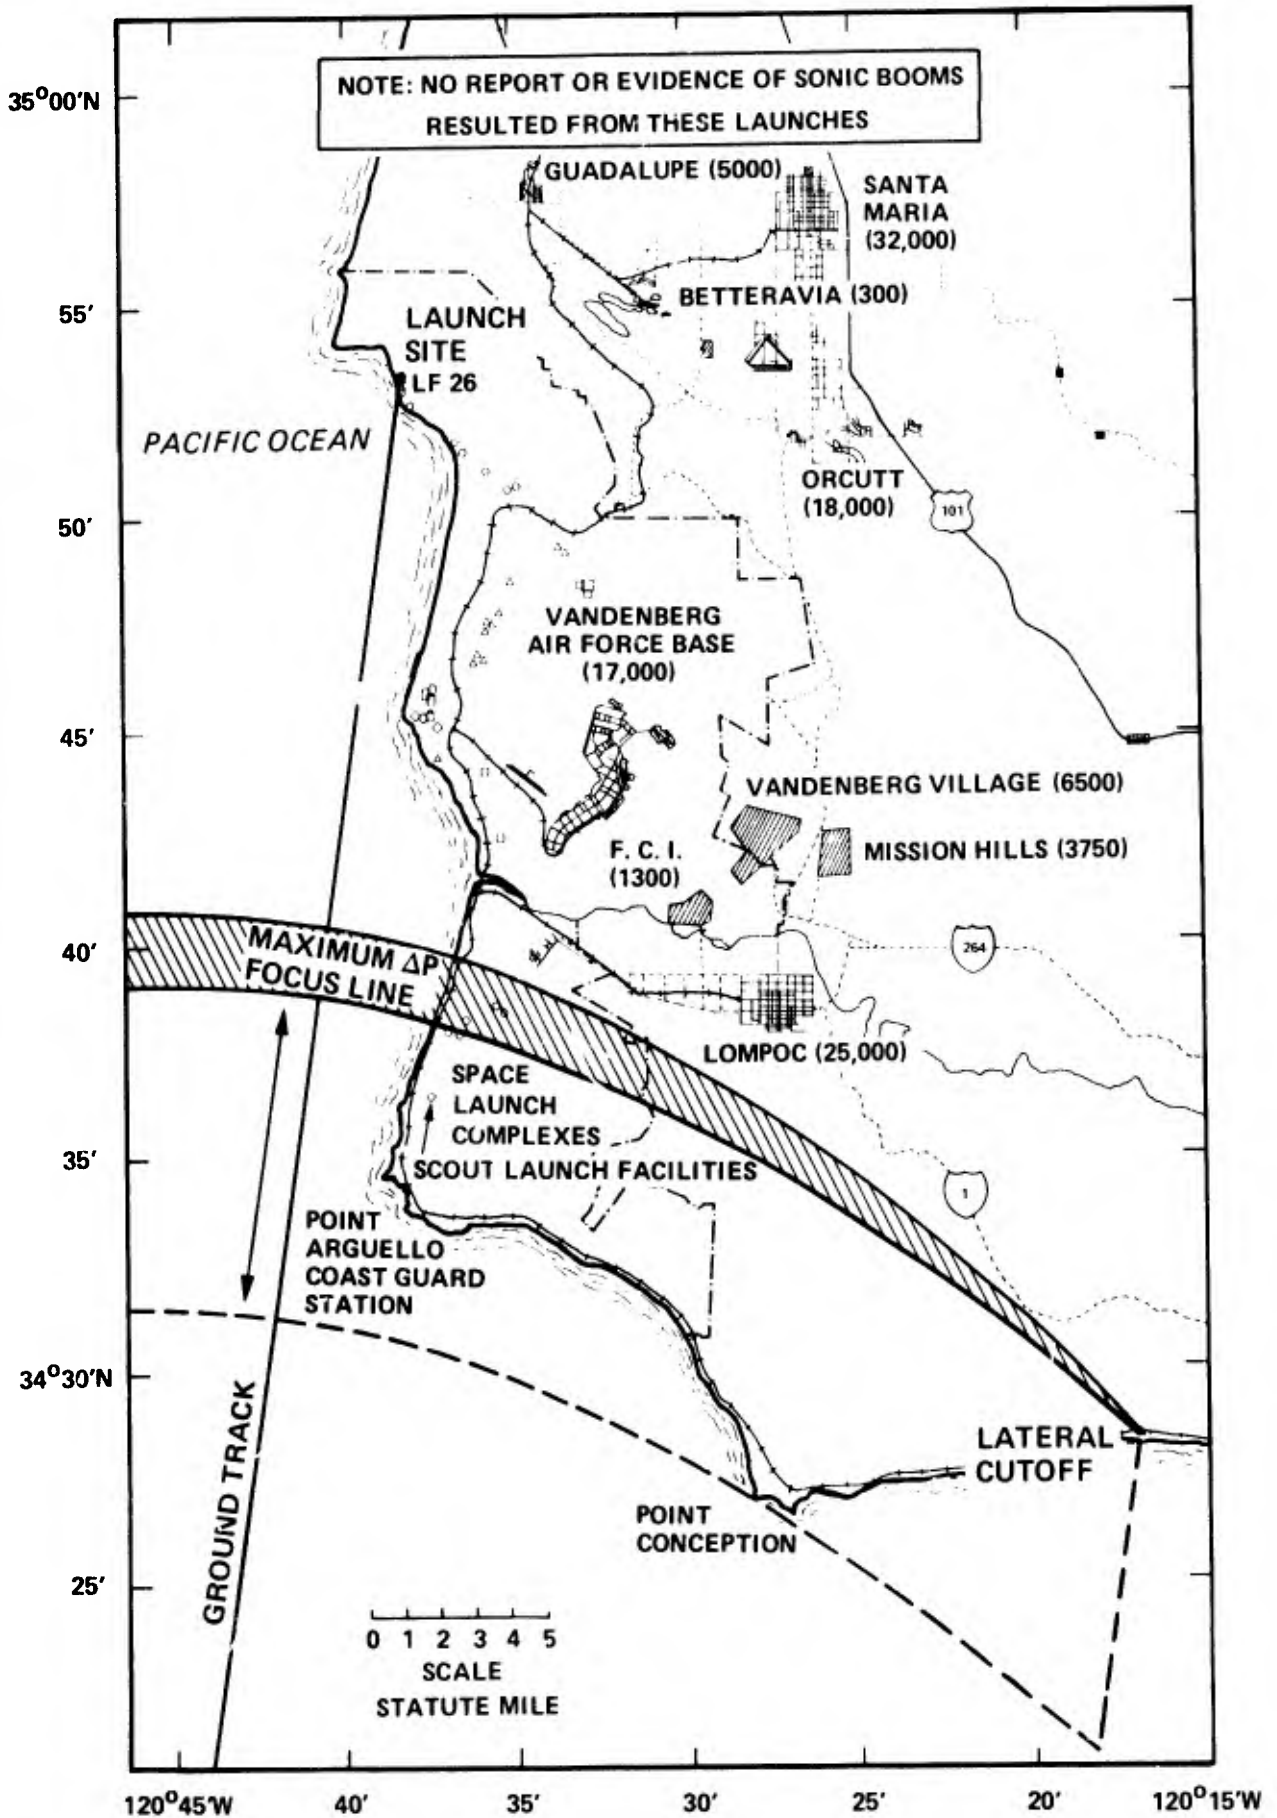 NOTE: NO REPORT OR EVIDENCE OF SONIC BOOMS
RESULTED FROM THESE LAUNCHES
35°00'N
GUADALUPE (5000)
SANTA
MARIA
(32,000)
BETTERAVIA (300)
55'
LAUNCH
SITE
LF 26
PACIFIC OCEAN
ORCUTT
(18,000)
101
50'
VANDENBERG
AIR FORCE BASE
(17,000)
45'
VANDENBERG VILLAGE (6500)
F. C. I.
(1300)
MISSION HILLS (3750)
40'
MAXIMUM ΔP
FOCUS LINE
264
LOMPOC (25,000)
SPACE
LAUNCH
COMPLEXES
35'
SCOUT LAUNCH FACILITIES
1
POINT
ARGUELLO
COAST GUARD
STATION
34°30'N
GROUND TRACK
LATERAL
CUTOFF
POINT
CONCEPTION
25'
0 1 2 3 4 5
SCALE
STATUTE MILE
120°45'W 40' 35' 30' 25' 20' 120°15'W